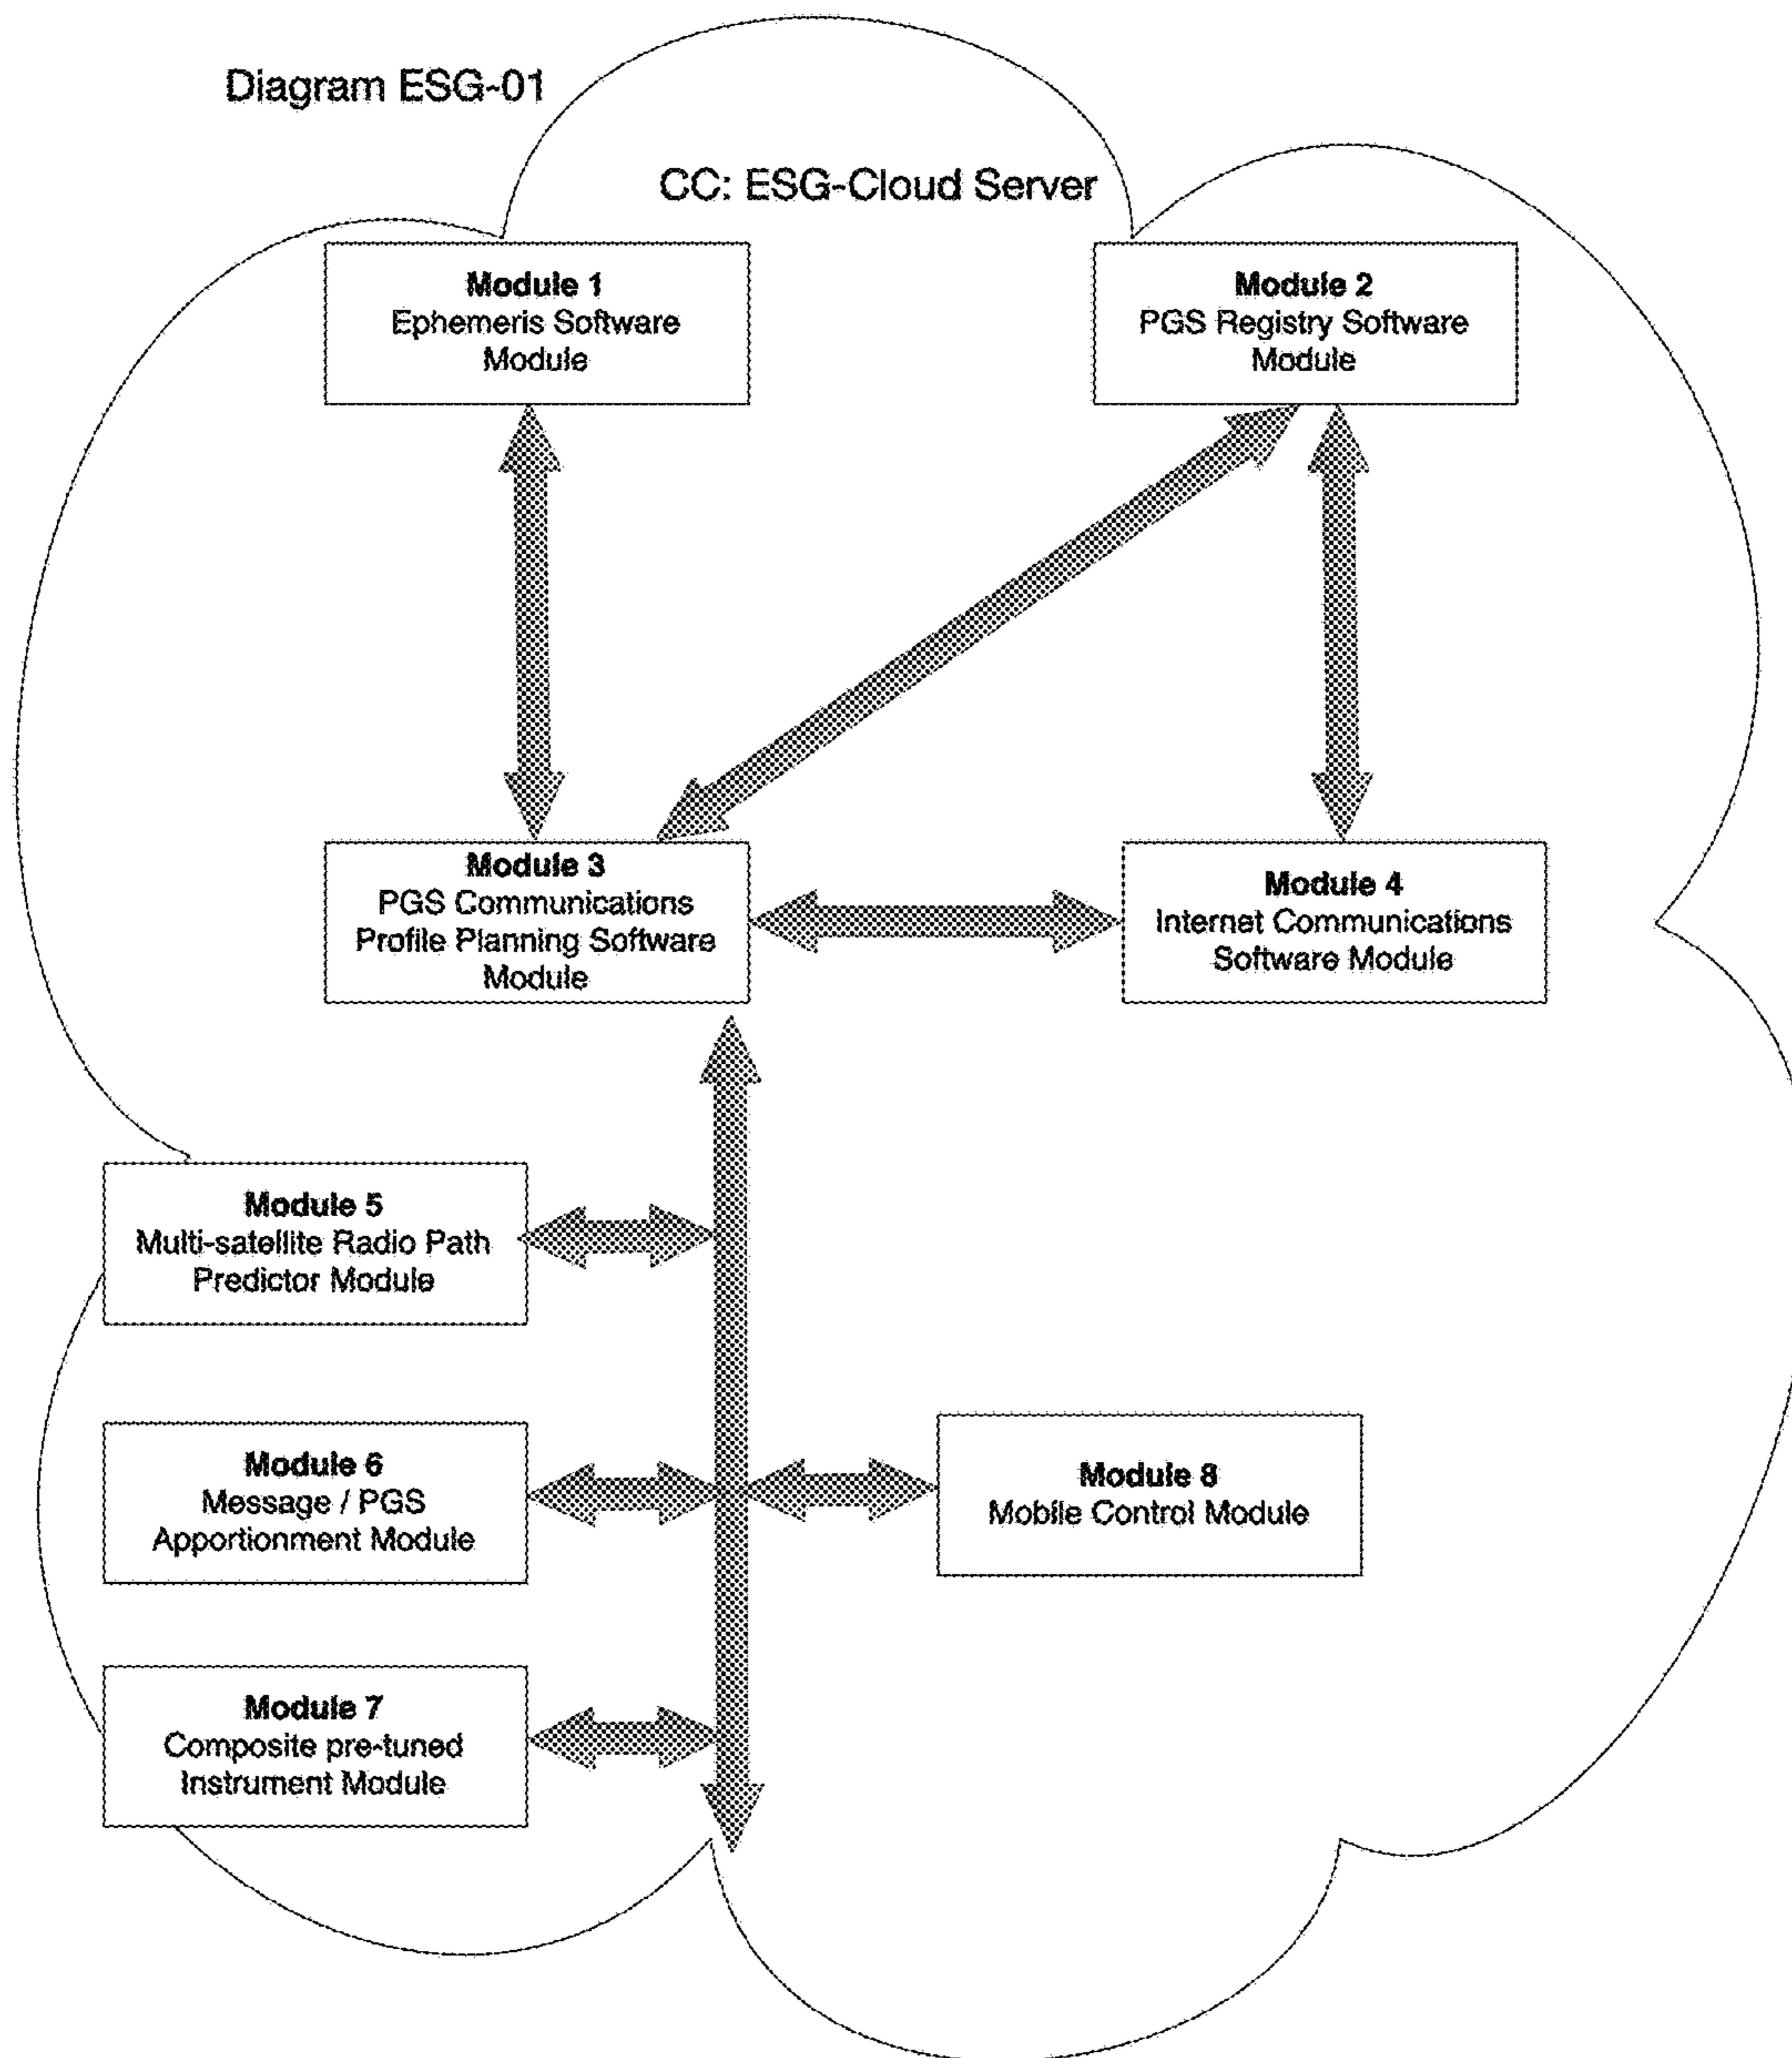 Diagram ESG-01
CC: ESG-Cloud Server
Module 1
Ephemeris Software
Module
Module 2
PGS Registry Software
Module
Module 3
PGS Communications
Profile Planning Software
Module
Module 4
Internet Communications
Software Module
Module 5
Multi-satellite Radio Path
Predictor Module
Module 6
Message / PGS
Apportionment Module
Module 8
Mobile Control Module
Module 7
Composite pre-tuned
Instrument Module